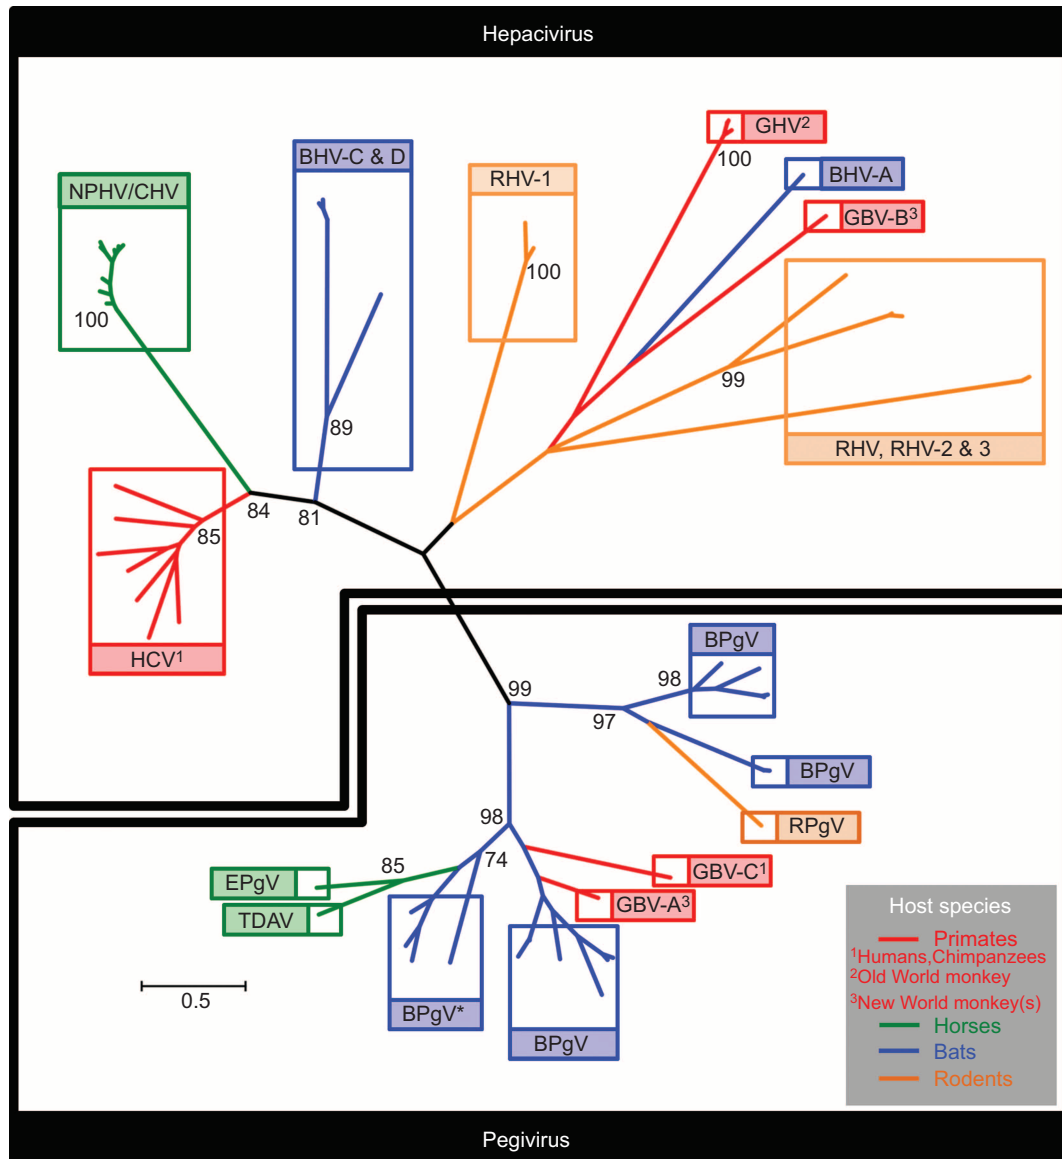 Hepacivirus
GHV2
100
BHV-C & D
BHV-A
RHV-1
NPHV/CHV
GBV-B3
100
100
99
89
RHV, RHV-2 & 3
84
81
85
HCV1
BPgV
98
99
97
BPgV
98
RPgV
74
85
GBV-C1
EPgV
GBV-A3
TDAV
Host species
Primates
1Humans,Chimpanzees
2Old World monkey
3New World monkey(s)
Horses
Bats
Rodents
0.5
BPgV*
BPgV
Pegivirus